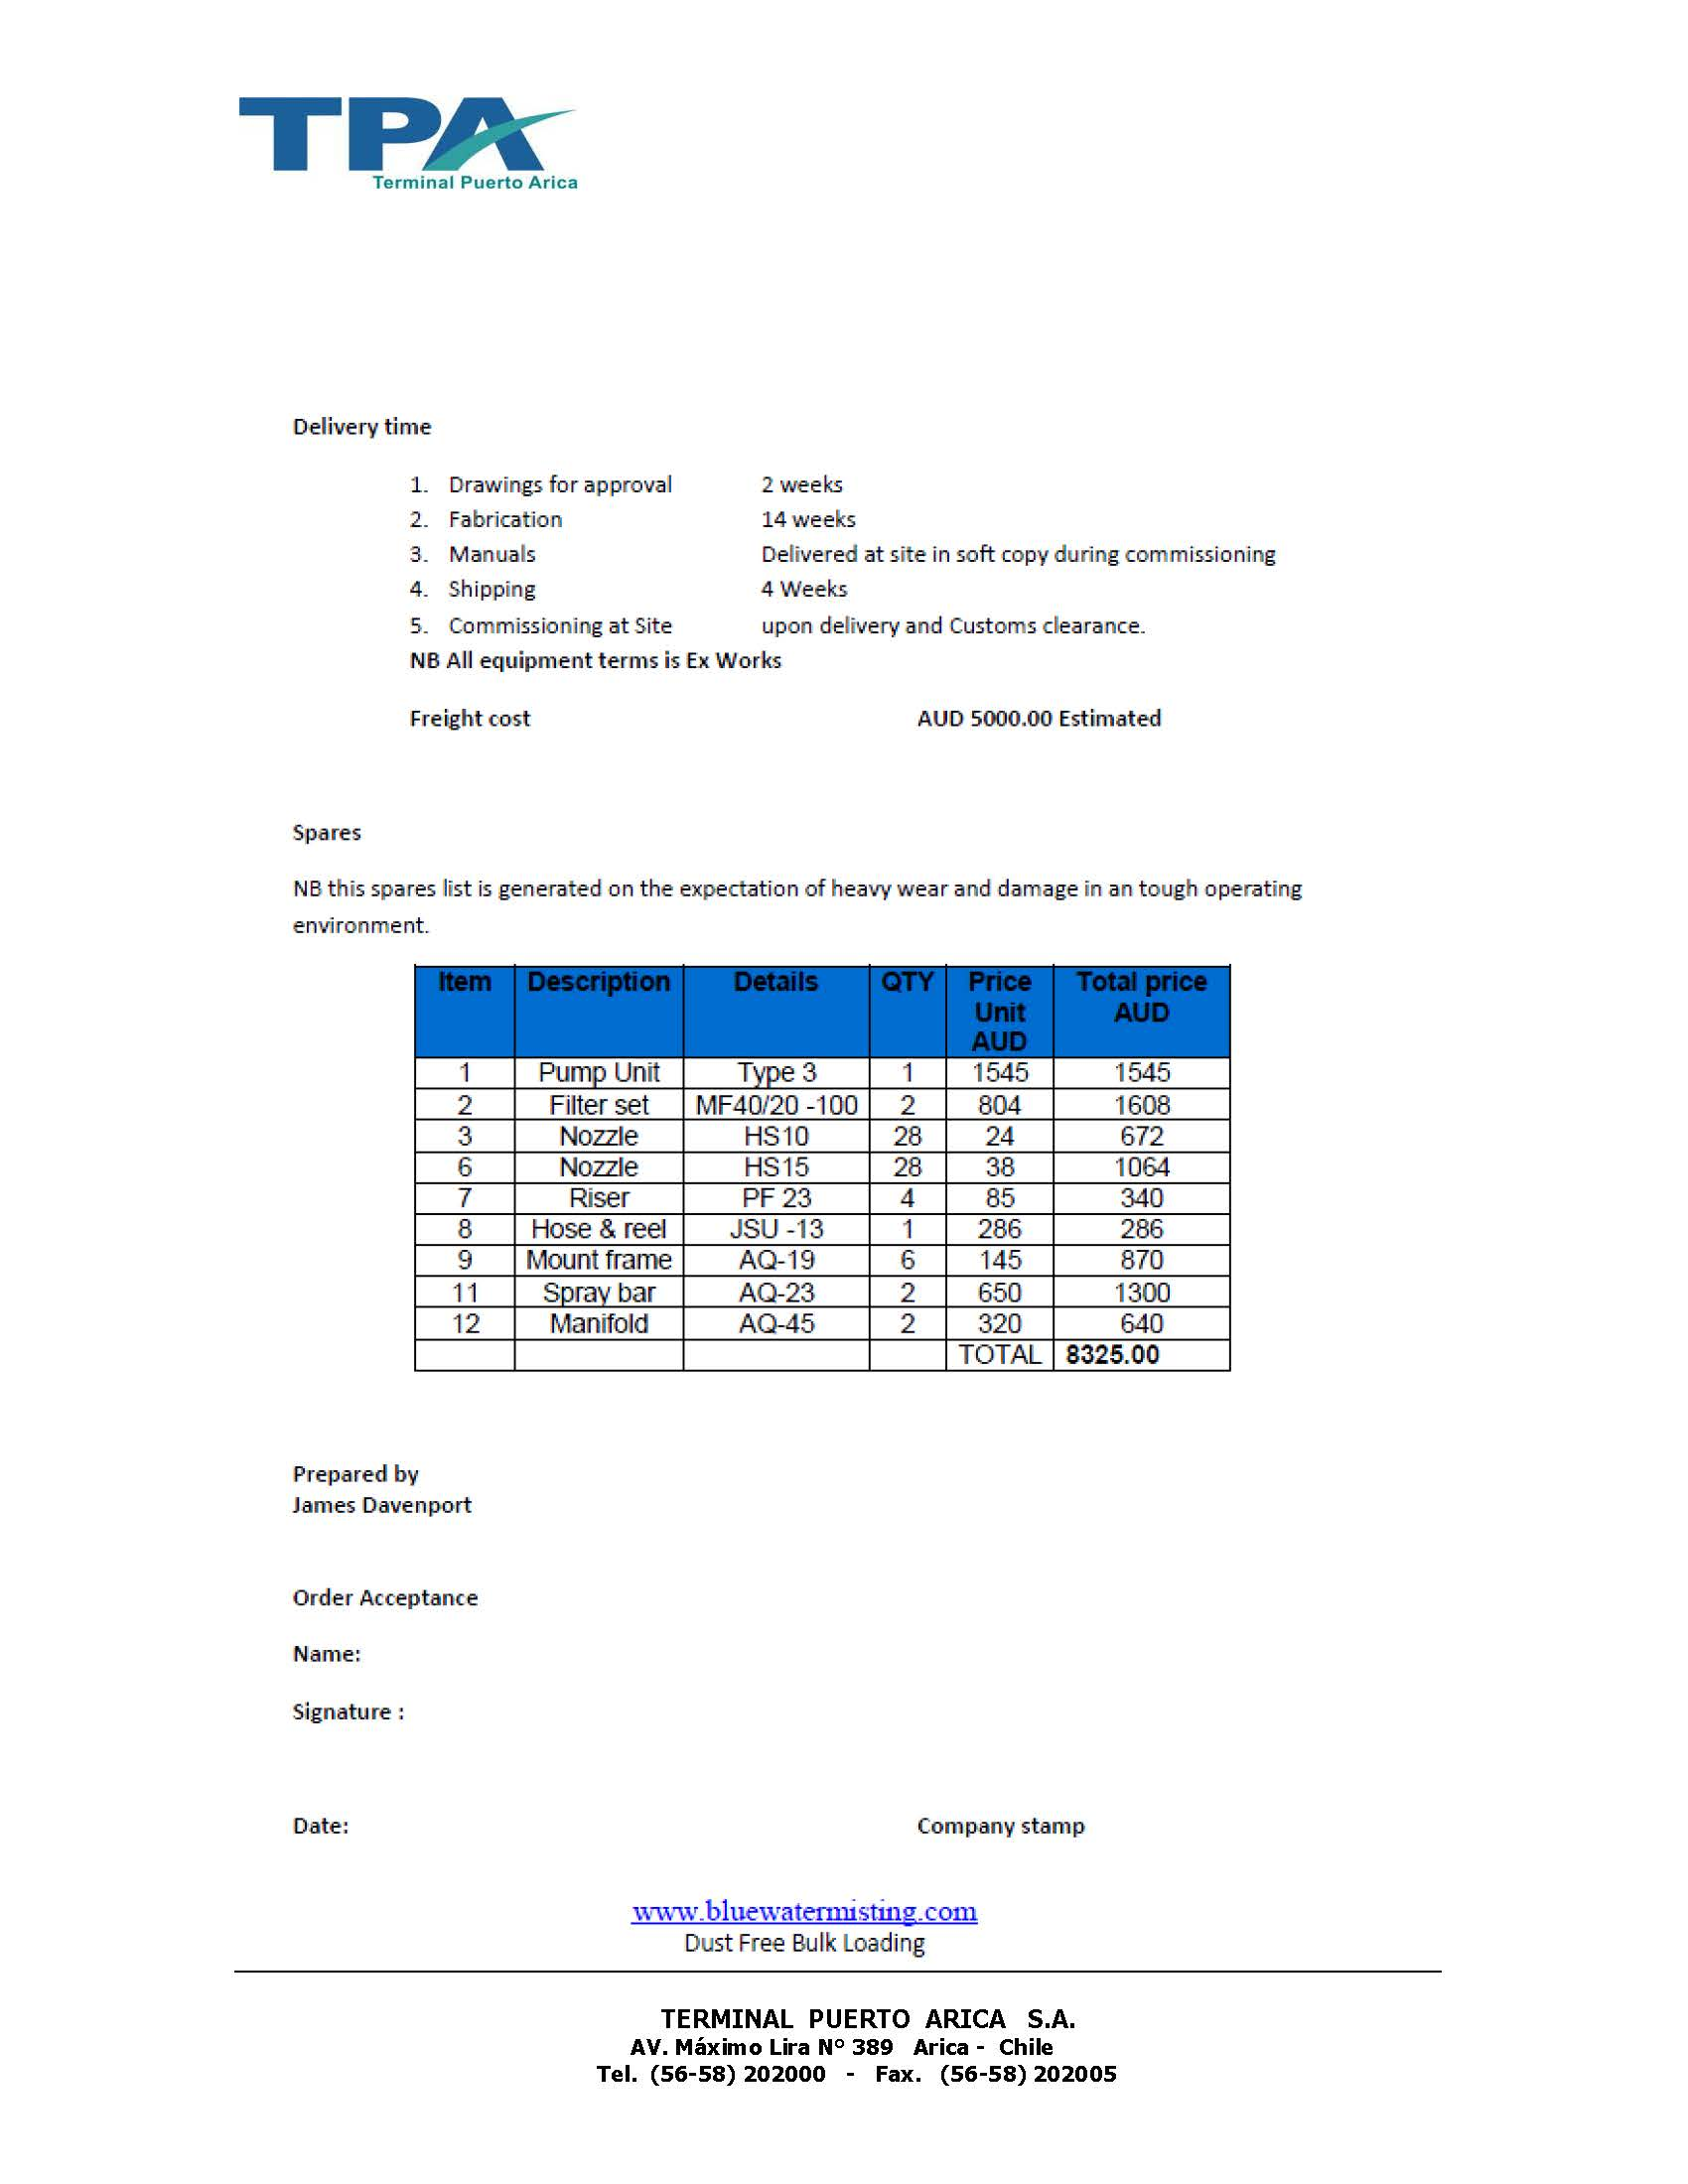 TPA
Terminal Puerto Arica
Delivery time
1. Drawings for approval 2 weeks
2. Fabrication 14 weeks
3. Manuals Delivered at site in soft copy during commissioning
4. Shipping 4 Weeks
5. Commissioning at Site upon delivery and Customs clearance.
NB All equipment terms is Ex Works
Freight cost AUD 5000.00 Estimated
Spares
NB this spares list is generated on the expectation of heavy wear and damage in an tough operating
environment.
Item Description Details QTY Price Unit AUD Total price AUD
1 Pump Unit Type 3 1 1545 1545
2 Filter set MF40/20 -100 2 804 1608
3 Nozzle HS10 28 24 672
6 Nozzle HS15 28 38 1064
7 Riser PF 23 4 85 340
8 Hose & reel JSU -13 1 286 286
9 Mount frame AQ-19 6 145 870
11 Spray bar AQ-23 2 650 1300
12 Manifold AQ-45 2 320 640
TOTAL 8325.00
Prepared by
James Davenport
Order Acceptance
Name:
Signature :
Date: Company stamp
www.bluewatermisting.com
Dust Free Bulk Loading
TERMINAL PUERTO ARICA S.A.
AV. Máximo Lira Nº 389 Arica - Chile
Tel. (56-58) 202000 - Fax. (56-58) 202005